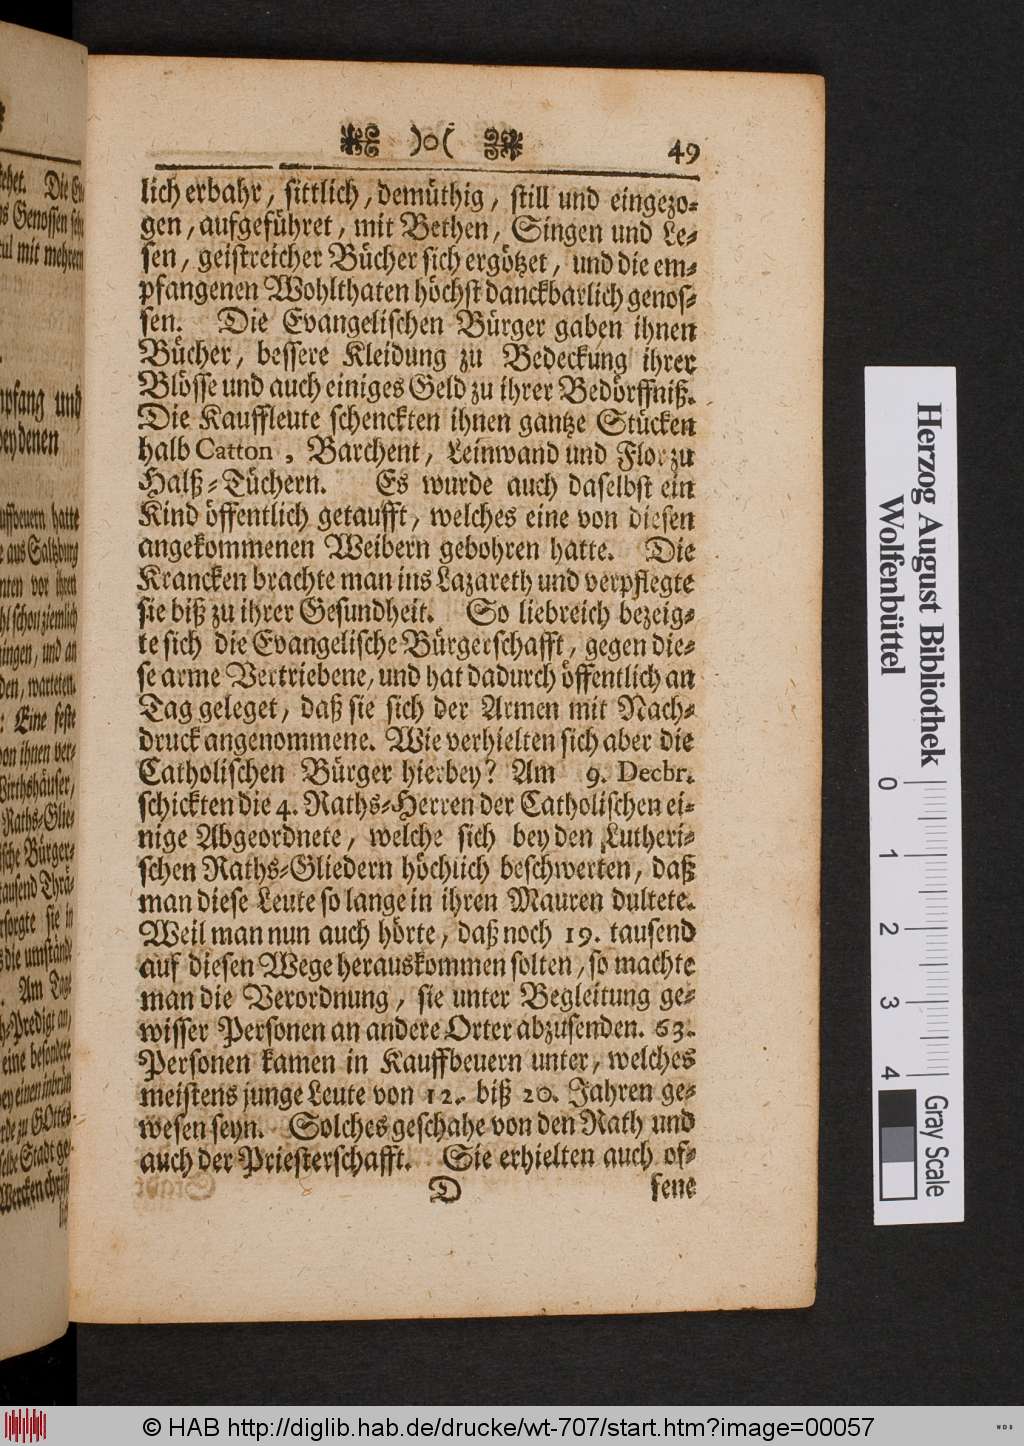 )o( 49
lich erbahr, sittlich, demüthig, still und eingezo-
gen, aufgeführet, mit Bethen, Singen und Le-
sen, geistreicher Bücher sich ergötzet, und die em-
pfangenen Wohlthaten höchst danckbarlich genos-
sen. Die Evangelischen Bürger gaben ihnen
Bücher, bessere Kleidung zu Bedeckung ihrer
Blösse und auch einiges Geld zu ihrer Bedörffniß.
Die Kauffleute schenckten ihnen gantze Stücken
halb Catton, Barchent, Leinwand und Flor zu
Halß-Tüchern. Es wurde auch daselbst ein
Kind öffentlich getaufft, welches eine von diesen
angekommenen Weibern gebohren hatte. Die
Krancken brachte man ins Lazareth und verpflegte
sie biß zu ihrer Gesundheit. So liebreich bezeig-
te sich die Evangelische Bürgerschafft, gegen die-
se arme Vertriebene, und hat dadurch öffentlich an
Tag geleget, daß sie sich der Armen mit Nach-
druck angenommene. Wie verhielten sich aber die
Catholischen Bürger hierbey? Am 9. Decbr.
schickten die 4. Raths-Herren der Catholischen ei-
nige Abgeordnete, welche sich bey den Lutheri-
schen Raths-Gliedern höchlich beschwerten, daß
man diese Leute so lange in ihren Mauren dultete.
Weil man nun auch hörte, daß noch 19. tausend
auf diesen Wege herauskommen solten, so machte
man die Verordnung, sie unter Begleitung ge-
wisser Personen an andere Orter abzusenden. 63.
Personen kamen in Kauffbeuern unter, welches
meistens junge Leute von 12. biß 20. Jahren ge-
wesen seyn. Solches geschahe von den Rath und
auch der Priesterschafft. Sie erhielten auch of-
D fene
Herzog August Bibliothek
Wolfenbüttel
0 1 2 3 4
Gray Scale
© HAB http://diglib.hab.de/drucke/wt-707/start.htm?image=00057